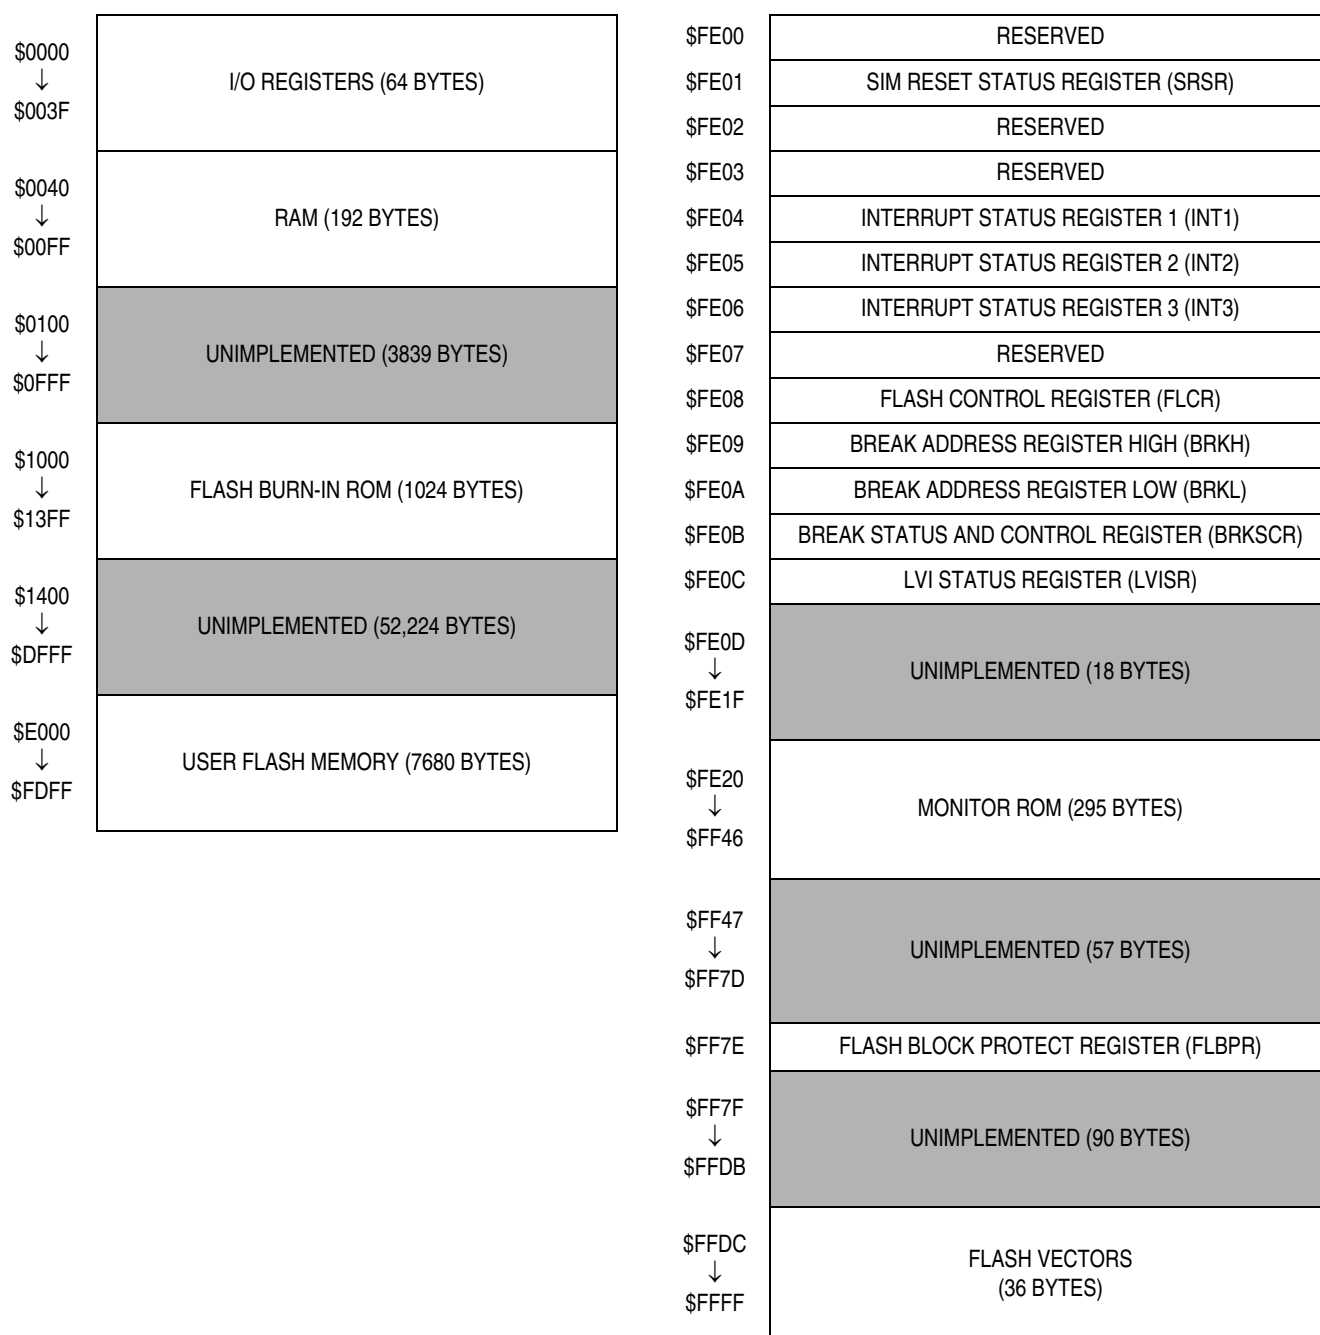 $0000
↓
$003F
I/O REGISTERS (64 BYTES)
$0040
↓
$00FF
RAM (192 BYTES)
$0100
↓
$0FFF
UNIMPLEMENTED (3839 BYTES)
$1000
↓
$13FF
FLASH BURN-IN ROM (1024 BYTES)
$1400
↓
$DFFF
UNIMPLEMENTED (52,224 BYTES)
$E000
↓
$FDFF
USER FLASH MEMORY (7680 BYTES)
$FE00 RESERVED
$FE01 SIM RESET STATUS REGISTER (SRSR)
$FE02 RESERVED
$FE03 RESERVED
$FE04 INTERRUPT STATUS REGISTER 1 (INT1)
$FE05 INTERRUPT STATUS REGISTER 2 (INT2)
$FE06 INTERRUPT STATUS REGISTER 3 (INT3)
$FE07 RESERVED
$FE08 FLASH CONTROL REGISTER (FLCR)
$FE09 BREAK ADDRESS REGISTER HIGH (BRKH)
$FE0A BREAK ADDRESS REGISTER LOW (BRKL)
$FE0B BREAK STATUS AND CONTROL REGISTER (BRKSCR)
$FE0C LVI STATUS REGISTER (LVISR)
$FE0D
↓
$FE1F
UNIMPLEMENTED (18 BYTES)
$FE20
↓
$FF46
MONITOR ROM (295 BYTES)
$FF47
↓
$FF7D
UNIMPLEMENTED (57 BYTES)
$FF7E FLASH BLOCK PROTECT REGISTER (FLBPR)
$FF7F
↓
$FFDB
UNIMPLEMENTED (90 BYTES)
$FFDC
↓
$FFFF
FLASH VECTORS
(36 BYTES)